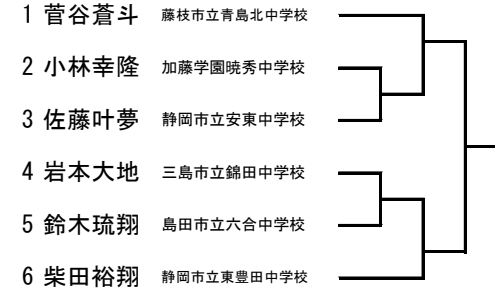 1 菅谷蒼斗 藤枝市立青島北中学校
2 小林幸隆 加藤学園暁秀中学校
3 佐藤叶夢 静岡市立安東中学校
4 岩本大地 三島市立錦田中学校
5 鈴木琉翔 島田市立六合中学校
6 柴田裕翔 静岡市立東豊田中学校